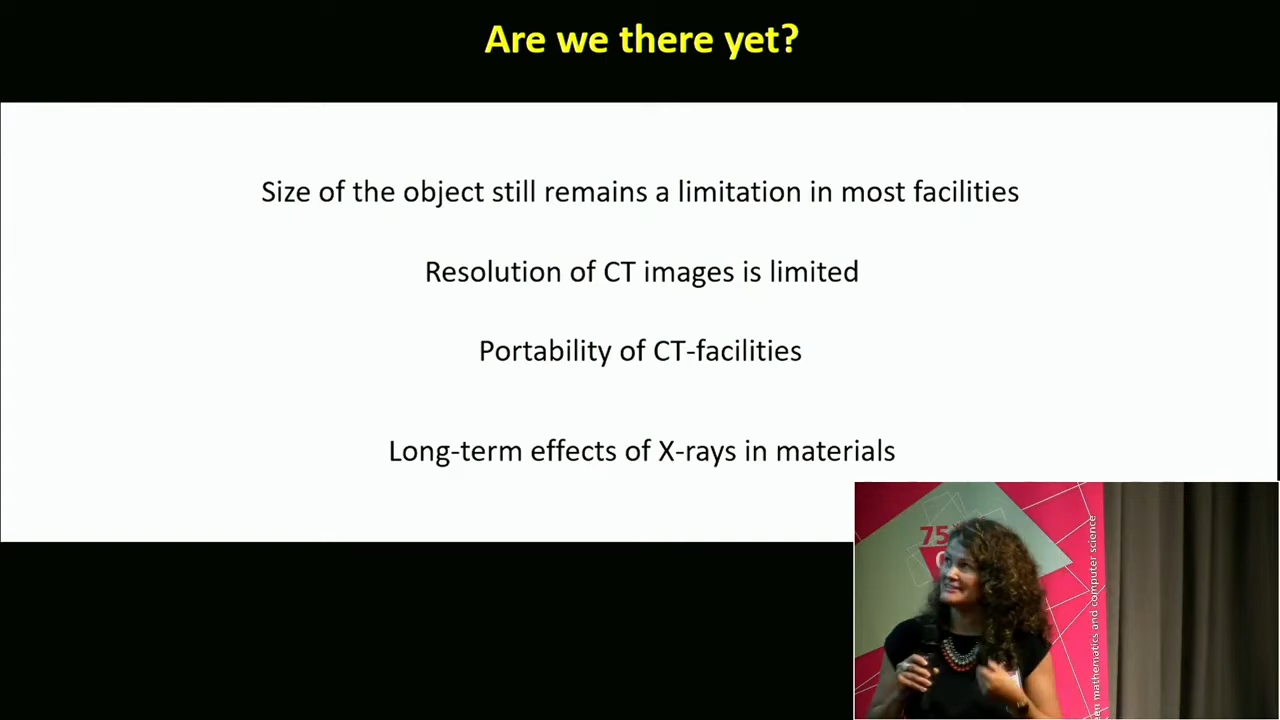 Are we there yet?
Size of the object still remains a limitation in most facilities
Resolution of CT images is limited
Portability of CT-facilities
Long-term effects of X-rays in materials
75
en mathematics and computer science